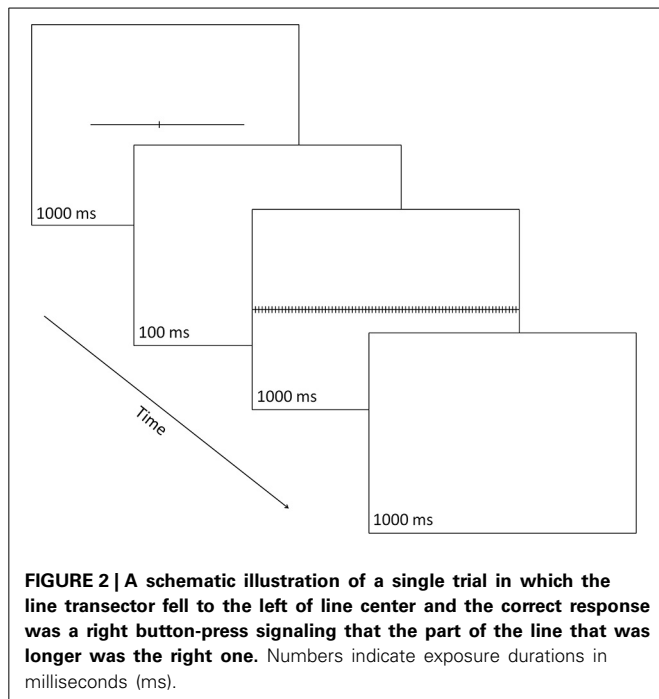 1000 ms
100 ms
1000 ms
1000 ms
Time
FIGURE 2 | A schematic illustration of a single trial in which the
line transector fell to the left of line center and the correct response
was a right button-press signaling that the part of the line that was
longer was the right one. Numbers indicate exposure durations in
milliseconds (ms).